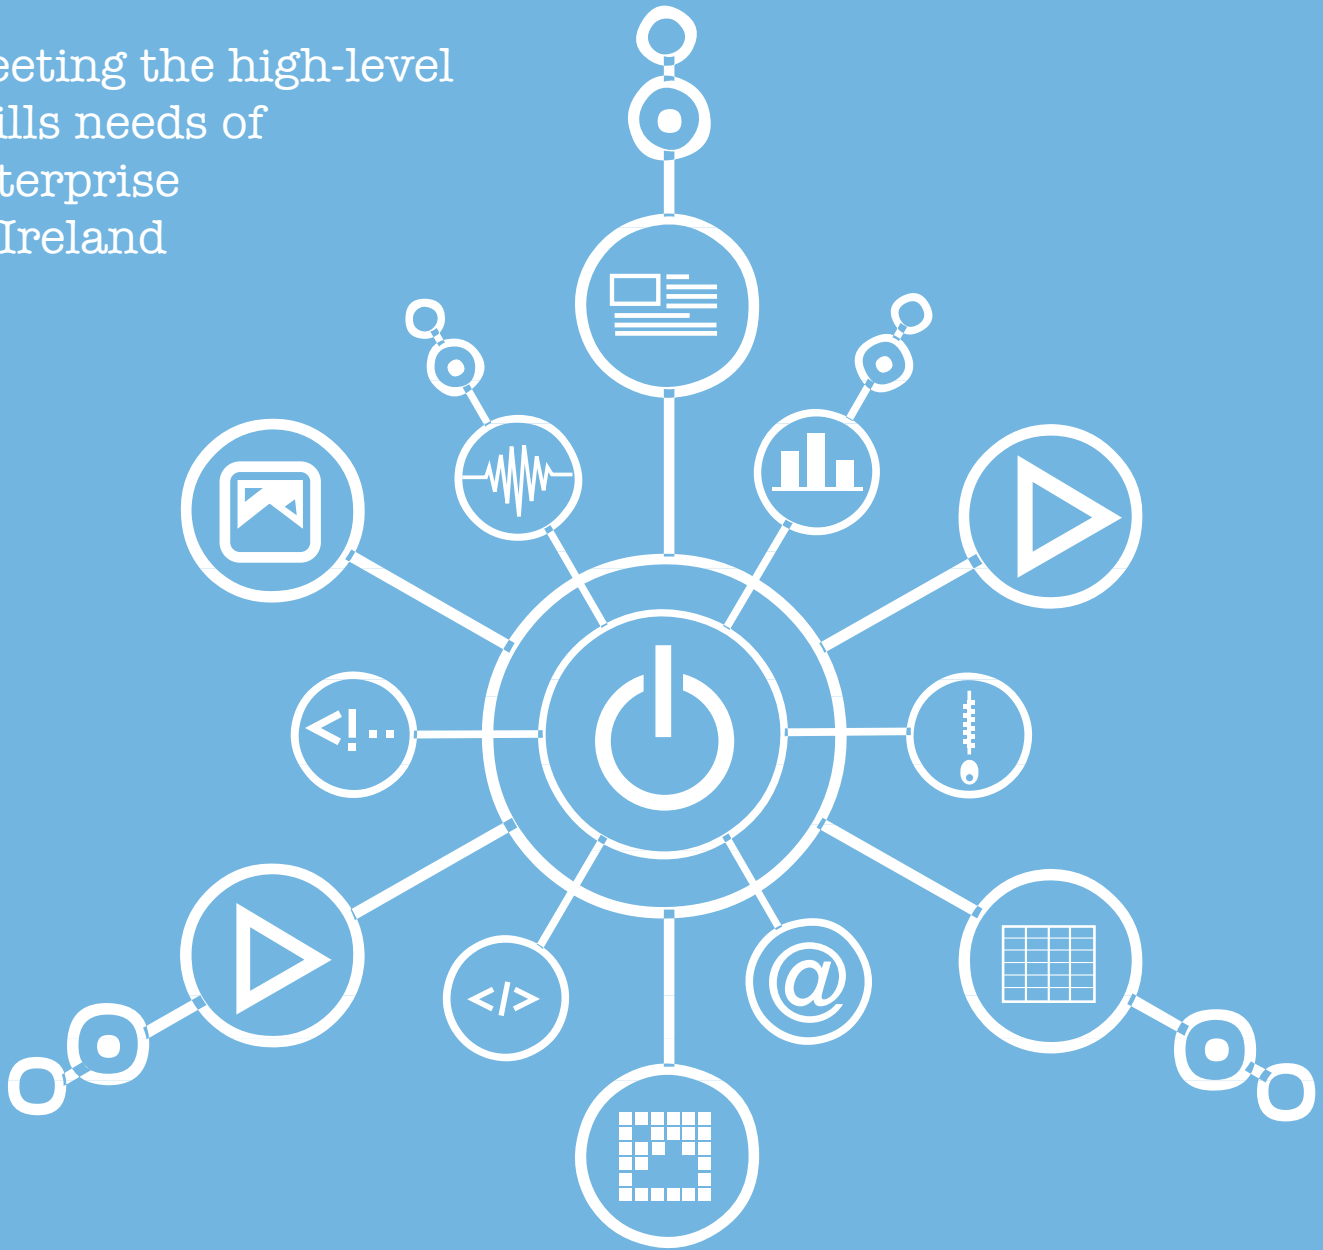 eeting the high-level
ills needs of
terprise
Ireland
<!..
</>
@